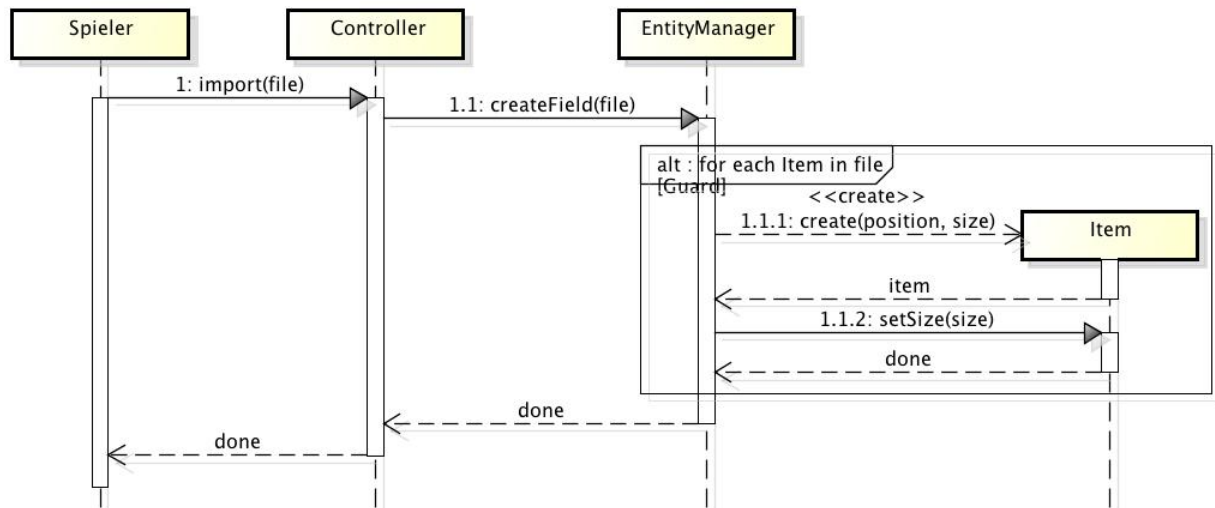 Spieler
Controller
EntityManager
1: import(file)
1.1: createField(file)
alt : for each Item in file
[Guard]
<<create>>
1.1.1: create(position, size)
Item
item
1.1.2: setSize(size)
done
done
done